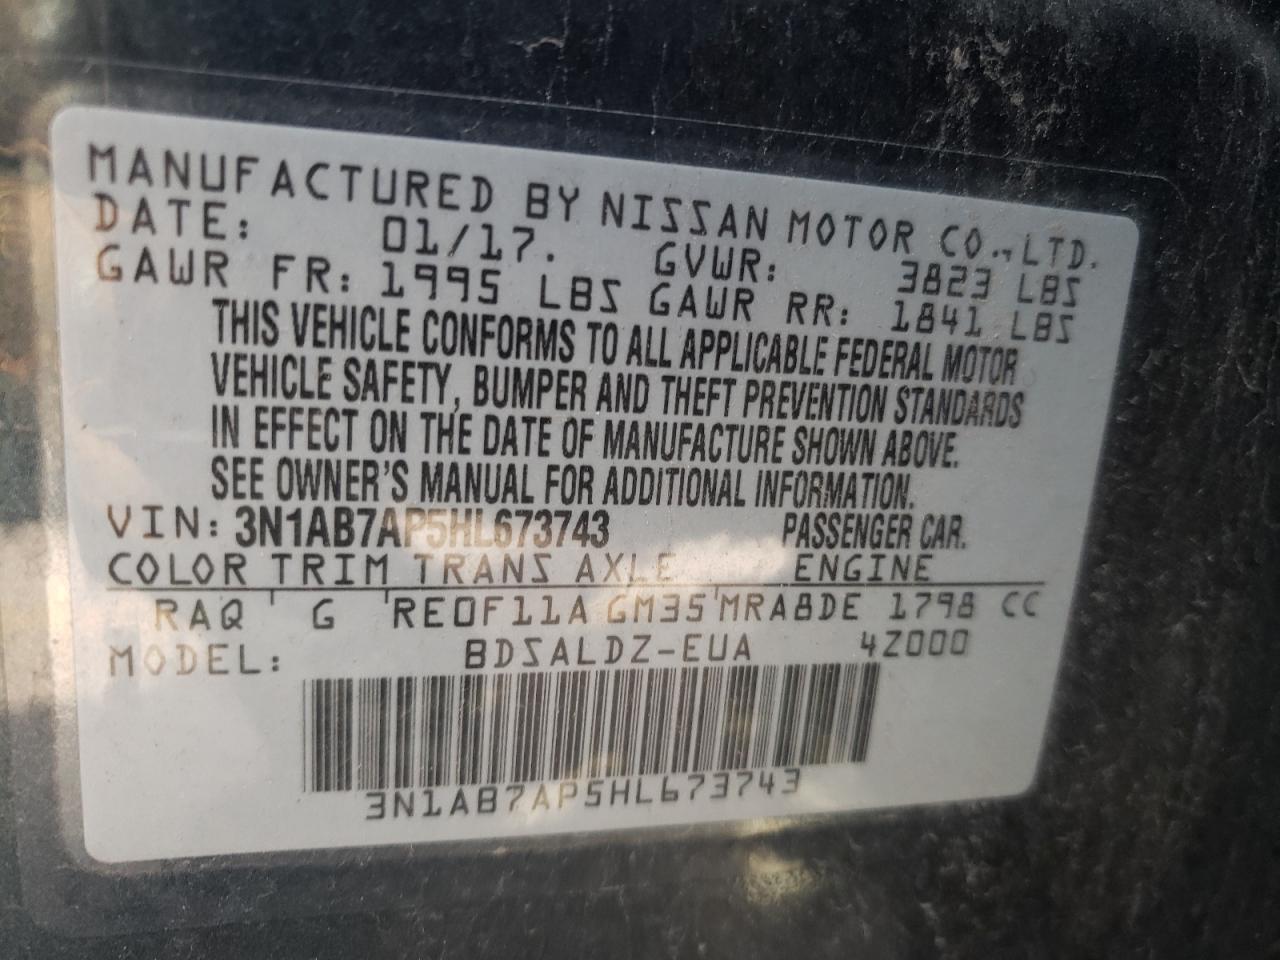 MANUFACTURED BY NISSAN MOTOR CO., LTD.
DATE: 01/17. GVWR: 3823 LBS
GAWR FR: 1995 LBS GAWR RR: 1841 LBS
THIS VEHICLE CONFORMS TO ALL APPLICABLE FEDERAL MOTOR
VEHICLE SAFETY, BUMPER AND THEFT PREVENTION STANDARDS
IN EFFECT ON THE DATE OF MANUFACTURE SHOWN ABOVE.
SEE OWNER'S MANUAL FOR ADDITIONAL INFORMATION.
VIN: 3N1AB7AP5HL673743 PASSENGER CAR.
COLOR TRIM TRANS AXLE ENGINE
RAQ G RE0F11A GM35 MRA8DE 1798 CC
MODEL: BDSALDZ-EUA 4Z000
3N1AB7AP5HL673743